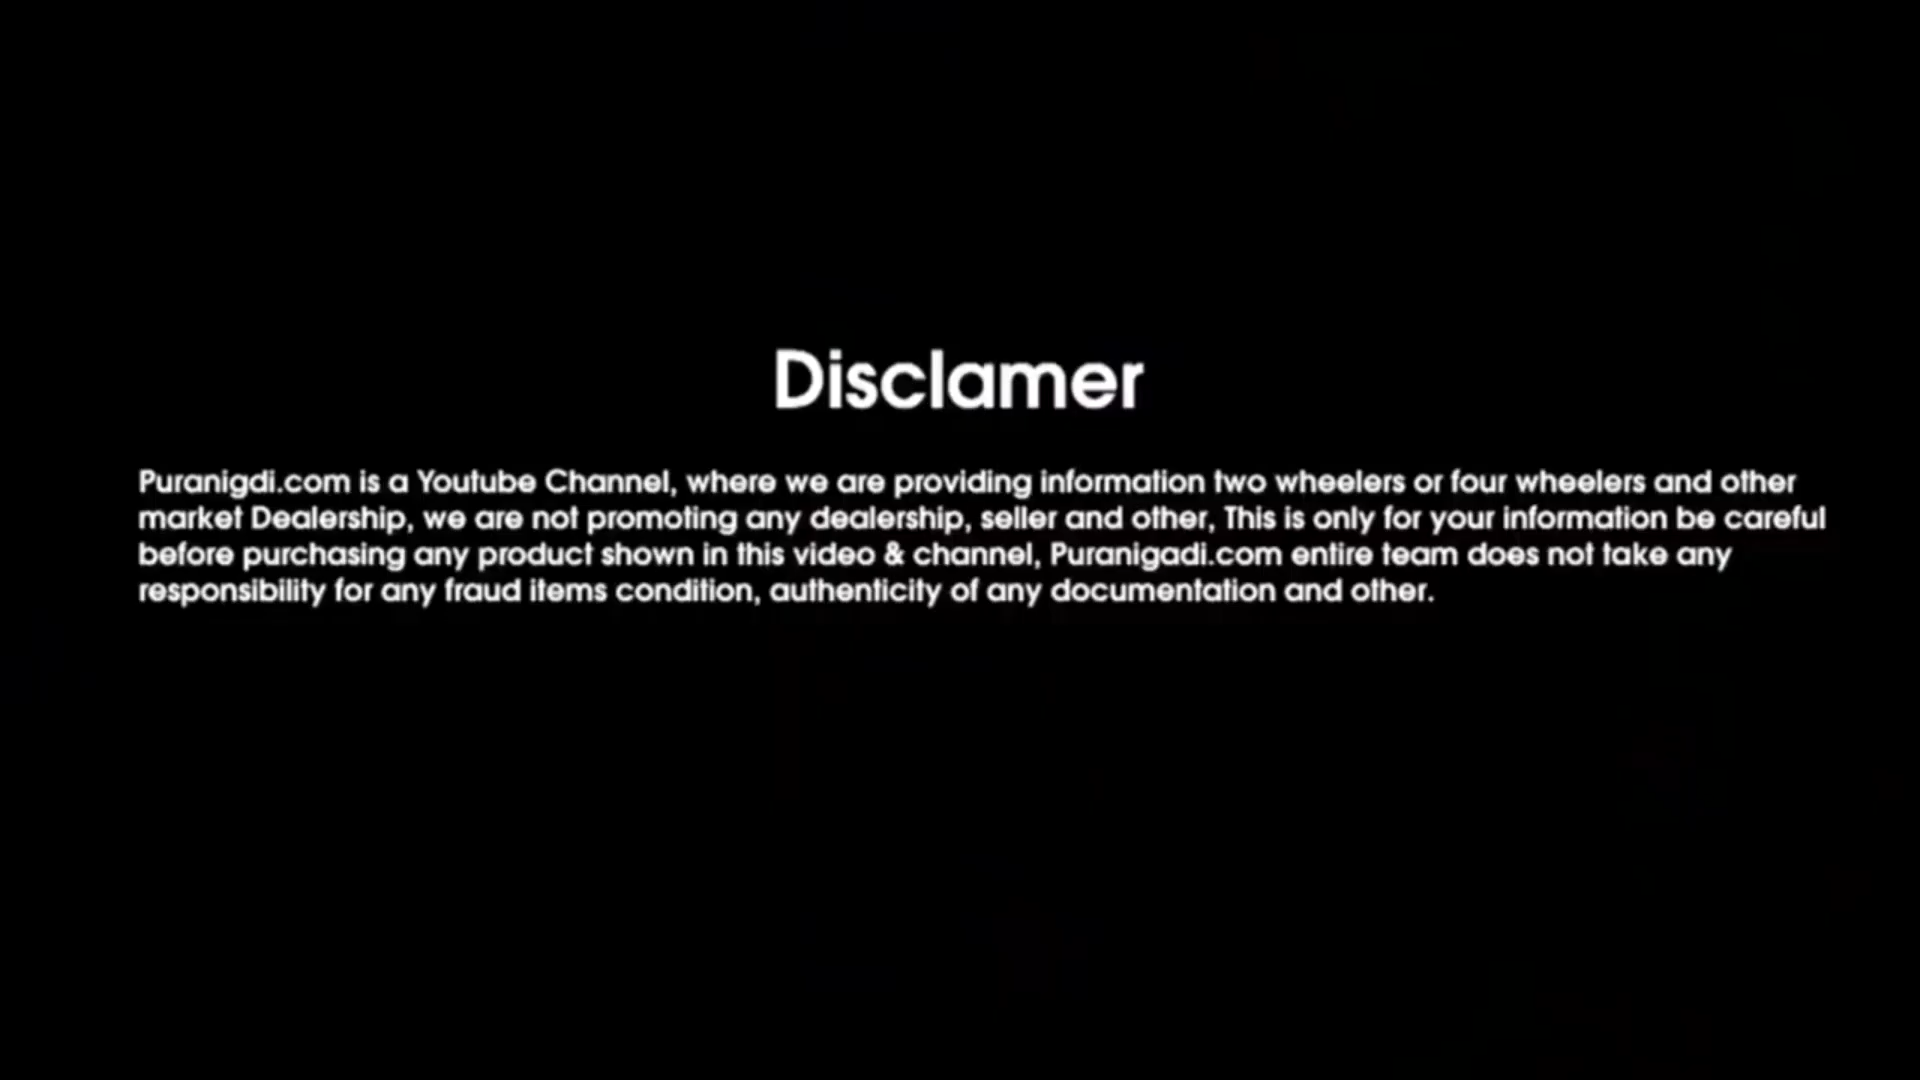 Disclamer
Puranigdi.com is a Youtube Channel, where we are providing information two wheelers or four wheelers and other
market Dealership, we are not promoting any dealership, seller and other, This is only for your information be careful
before purchasing any product shown in this video & channel, Puranigadi.com entire team does not take any
responsibility for any fraud items condition, authenticity of any documentation and other.